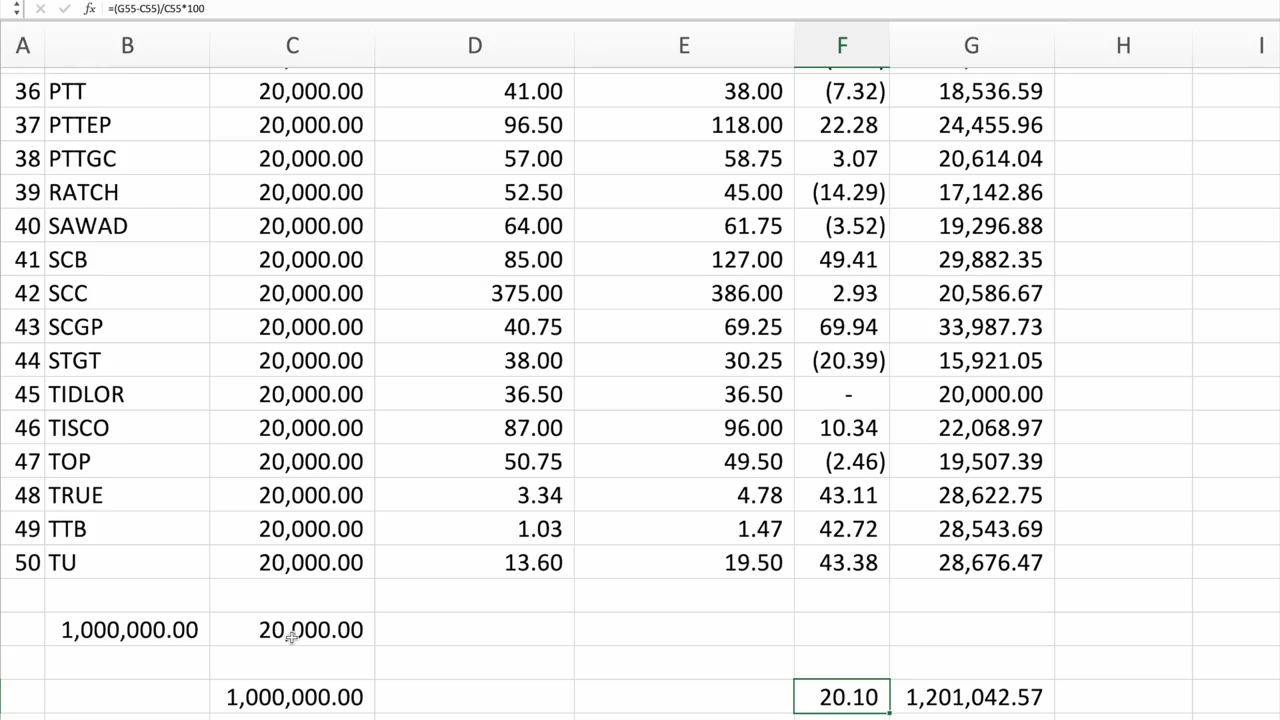 fx =(G55-C55)/C55*100
A B C D E F G H I
36 PTT 20,000.00 41.00 38.00 (7.32) 18,536.59
37 PTTEP 20,000.00 96.50 118.00 22.28 24,455.96
38 PTTGC 20,000.00 57.00 58.75 3.07 20,614.04
39 RATCH 20,000.00 52.50 45.00 (14.29) 17,142.86
40 SAWAD 20,000.00 64.00 61.75 (3.52) 19,296.88
41 SCB 20,000.00 85.00 127.00 49.41 29,882.35
42 SCC 20,000.00 375.00 386.00 2.93 20,586.67
43 SCGP 20,000.00 40.75 69.25 69.94 33,987.73
44 STGT 20,000.00 38.00 30.25 (20.39) 15,921.05
45 TIDLOR 20,000.00 36.50 36.50 - 20,000.00
46 TISCO 20,000.00 87.00 96.00 10.34 22,068.97
47 TOP 20,000.00 50.75 49.50 (2.46) 19,507.39
48 TRUE 20,000.00 3.34 4.78 43.11 28,622.75
49 TTB 20,000.00 1.03 1.47 42.72 28,543.69
50 TU 20,000.00 13.60 19.50 43.38 28,676.47
1,000,000.00 20,000.00
1,000,000.00 20.10 1,201,042.57